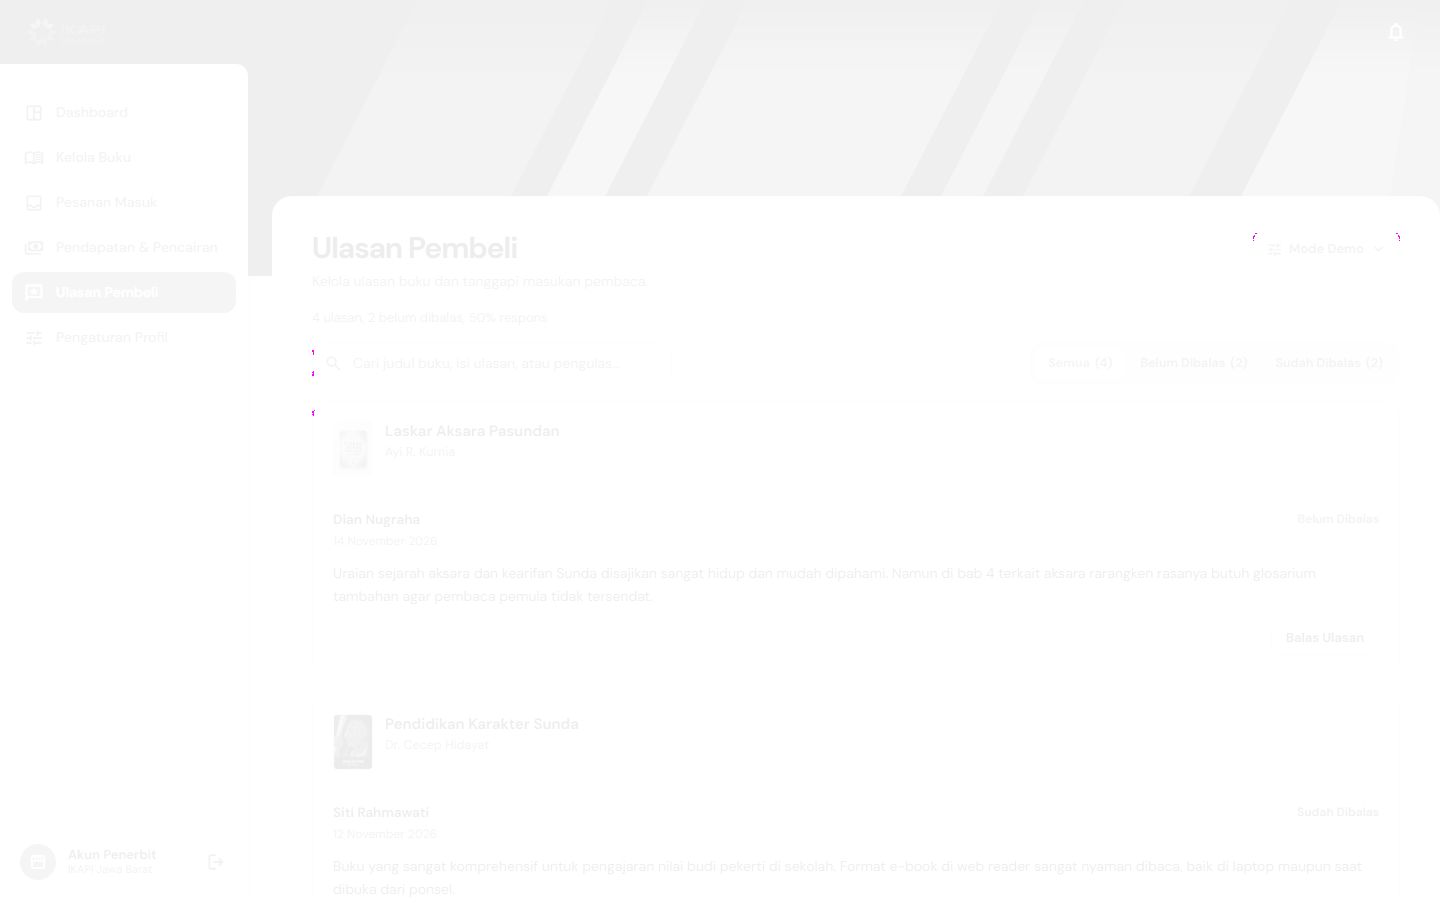 Dashboard
Kelola Buku
Pesanan Masuk
Pendapatan & Pencairan
Ulasan Pembeli
Pengaturan Profil
Akun Penerbit
IKAPI Jawa Barat
Ulasan Pembeli
Mode Demo
Kelola ulasan buku dan tanggapi masukan pembaca.
4 ulasan, 2 belum dibalas, 50% respons.
Cari judul buku, isi ulasan, atau pengulas...
Semua (4)
Belum Dibalas (2)
Sudah Dibalas (2)
Laskar Aksara Pasundan
Ayi R. Kurnia
Dian Nugraha
Belum Dibalas
14 November 2026
Uraian sejarah aksara dan kearifan Sunda disajikan sangat hidup dan mudah dipahami. Namun di bab 4 terkait aksara rarangken rasanya butuh glosarium
tambahan agar pembaca pemula tidak tersendat.
Balas Ulasan
Pendidikan Karakter Sunda
Dr. Cecep Hidayat
Siti Rahmawati
Sudah Dibalas
12 November 2026
Buku yang sangat komprehensif untuk pengajaran nilai budi pekerti di sekolah. Format e-book di web reader sangat nyaman dibaca, baik di laptop maupun saat
dibuka dari ponsel.